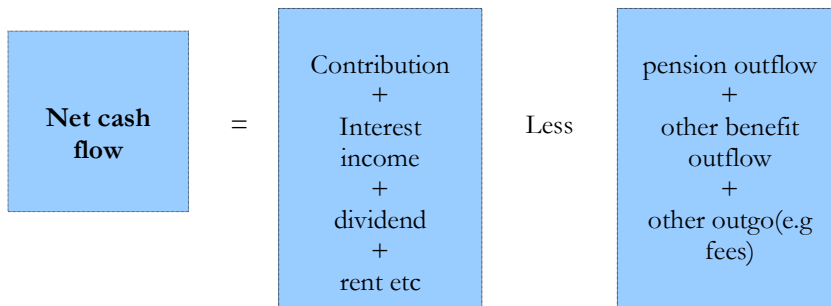 Net cash
flow
=
Contribution
+
Interest
income
+
dividend
+
rent etc
Less
pension outflow
+
other benefit
outflow
+
other outgo(e.g
fees)